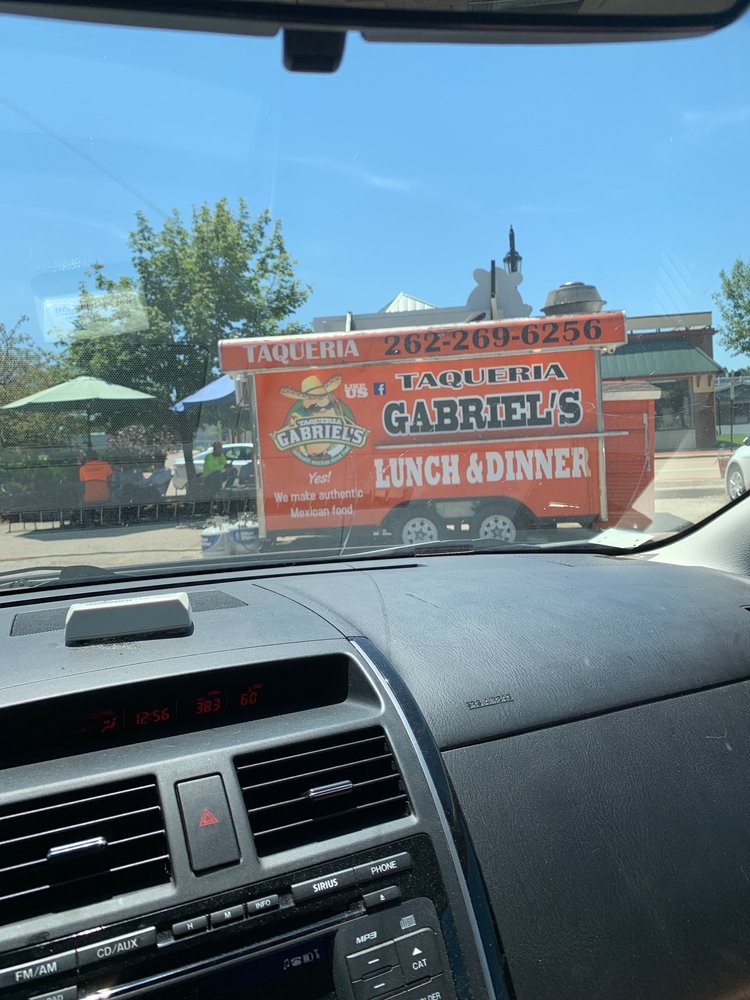 TAQUERIA 262-269-6256
LIKE US f TAQUERIA
GABRIEL'S
TAQUERIA
GABRIEL'S
LUNCH & DINNER
Yes!
We make authentic
Mexican food.
12:56 383 60
SIRIUS PHONE
H M INFO
CD/AUX
FM/AM
MP3
CAT